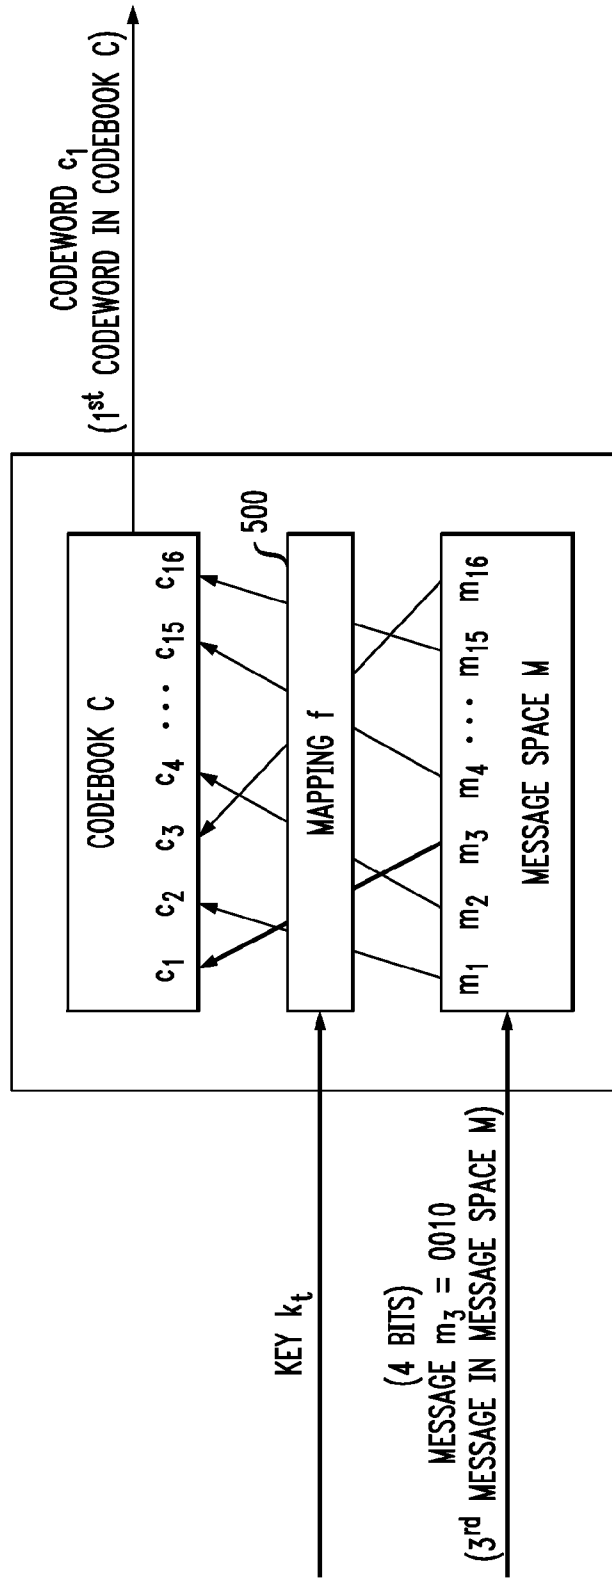 CODEWORD c1
(1st CODEWORD IN CODEBOOK C)
CODEBOOK C
c1 c2 c3 c4 ··· c15 c16
500
KEY kt
MAPPING f
(4 BITS)
MESSAGE m3 = 0010
(3rd MESSAGE IN MESSAGE SPACE M)
m1 m2 m3 m4 ··· m15 m16
MESSAGE SPACE M